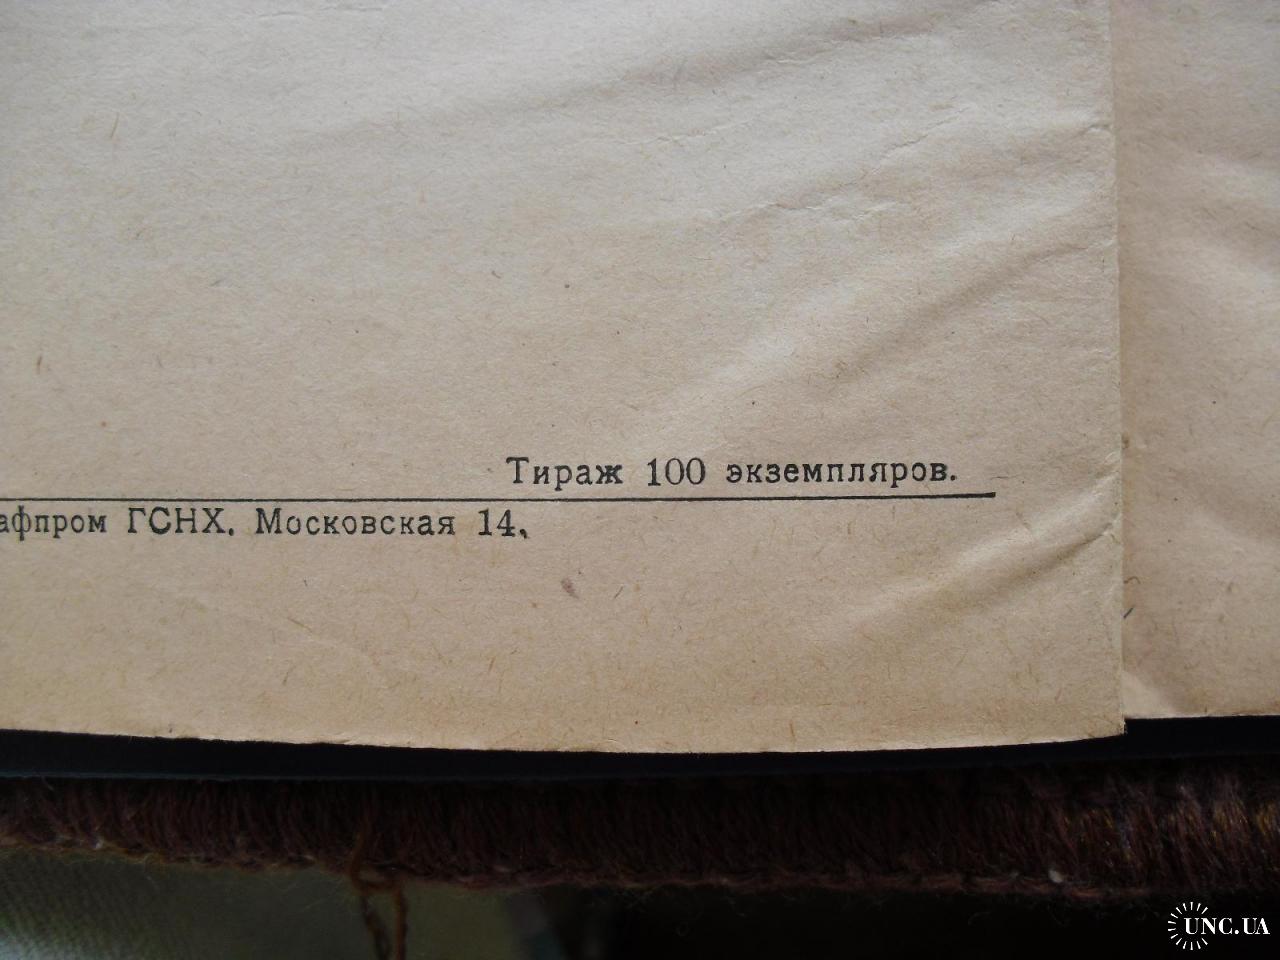 Тираж 100 экземпляров.
афпром ГСНХ. Московская 14.
UNC.UA